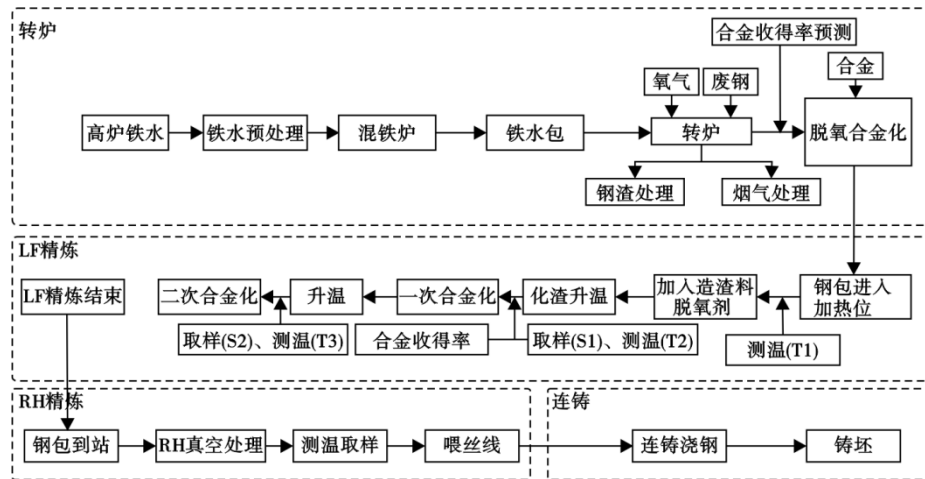 转炉
合金收得率预测
氧气
废钢
合金
高炉铁水
铁水预处理
混铁炉
铁水包
转炉
脱氧合金化
钢渣处理
烟气处理
LF精炼
LF精炼结束
二次合金化
升温
一次合金化
化渣升温
加入造渣料
脱氧剂
钢包进入
加热位
取样(S2)、测温(T3)
合金收得率
取样(S1)、测温(T2)
测温(T1)
RH精炼
连铸
钢包到站
RH真空处理
测温取样
喂丝线
连铸浇钢
铸坯